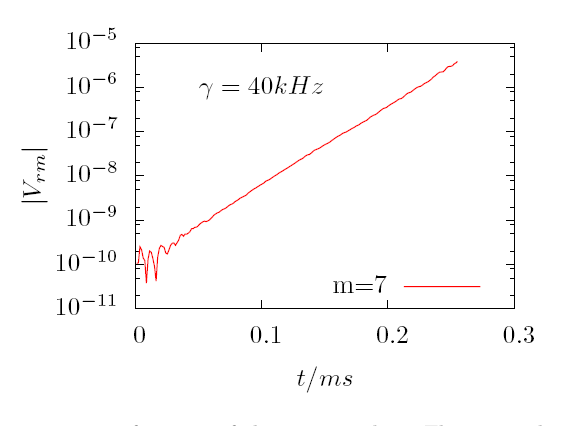 10⁻⁵
10⁻⁶
10⁻⁷
10⁻⁸
10⁻⁹
10⁻¹⁰
10⁻¹¹
|V_{rm}|
γ = 40kHz
m=7
0 0.1 0.2 0.3
t/ms